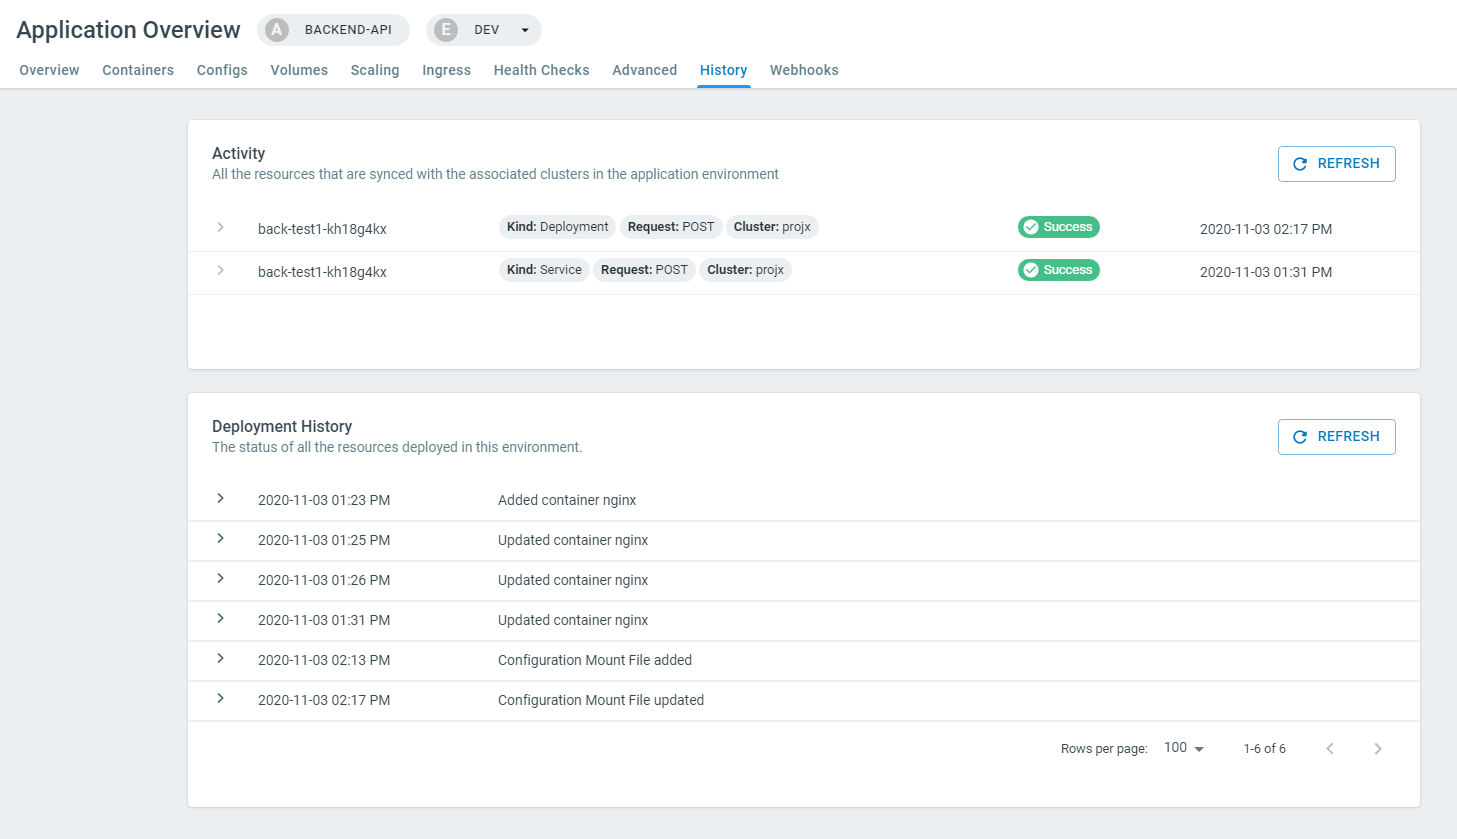 Application Overview A BACKEND-API E DEV
Overview Containers Configs Volumes Scaling Ingress Health Checks Advanced History Webhooks
Activity
All the resources that are synced with the associated clusters in the application environment
REFRESH
back-test1-kh18g4kx Kind: Deployment Request: POST Cluster: projx Success 2020-11-03 02:17 PM
back-test1-kh18g4kx Kind: Service Request: POST Cluster: projx Success 2020-11-03 01:31 PM
Deployment History
The status of all the resources deployed in this environment.
REFRESH
2020-11-03 01:23 PM Added container nginx
2020-11-03 01:25 PM Updated container nginx
2020-11-03 01:26 PM Updated container nginx
2020-11-03 01:31 PM Updated container nginx
2020-11-03 02:13 PM Configuration Mount File added
2020-11-03 02:17 PM Configuration Mount File updated
Rows per page: 100 1-6 of 6